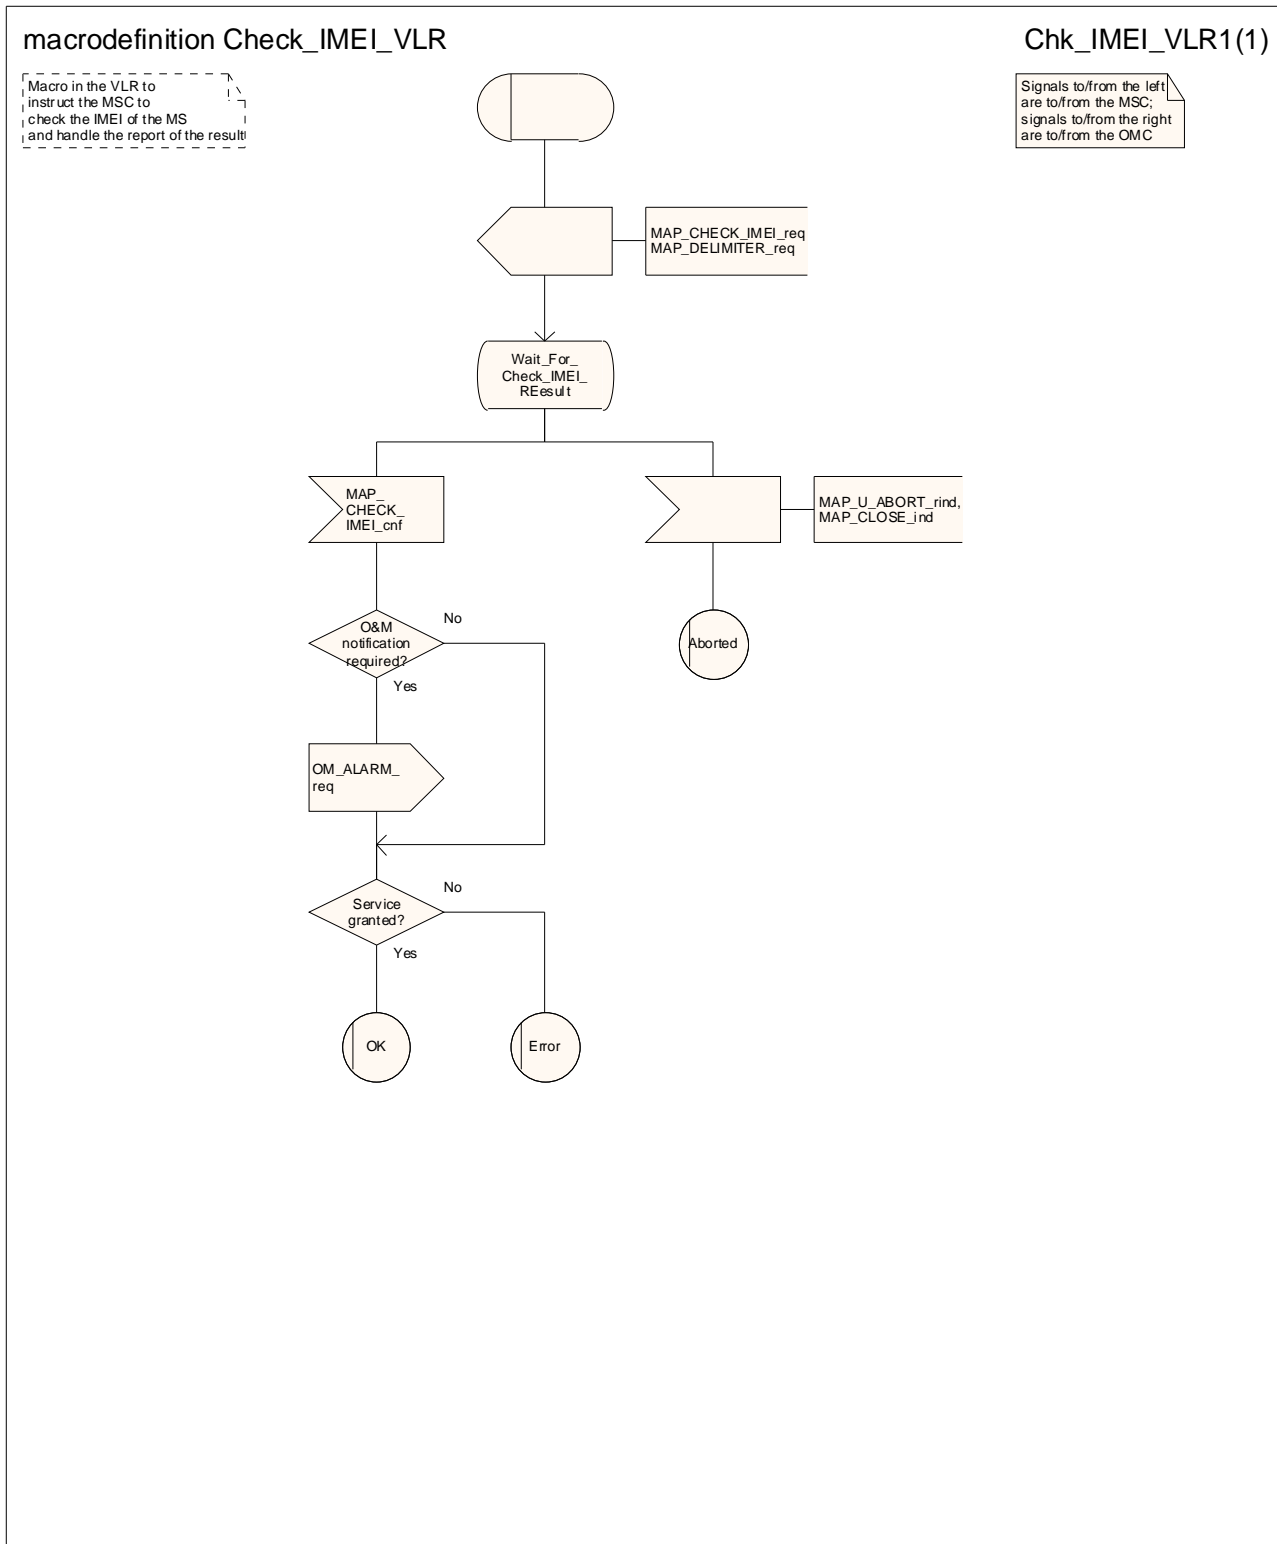 macrodefinition Check_IMEI_VLR
Chk_IMEI_VLR1(1)
Macro in the VLR to
instruct the MSC to
check the IMEI of the MS
and handle the report of the result
Signals to/from the left
are to/from the MSC;
signals to/from the right
are to/from the OMC
MAP_CHECK_IMEI_req
MAP_DELIMITER_req
Wait_For_
Check_IMEI_
REesult
MAP_
CHECK_
IMEI_cnf
MAP_U_ABORT_rind,
MAP_CLOSE_ind
O&M
notification
required?
No
Yes
Aborted
OM_ALARM_
req
Service
granted?
No
Yes
OK
Error